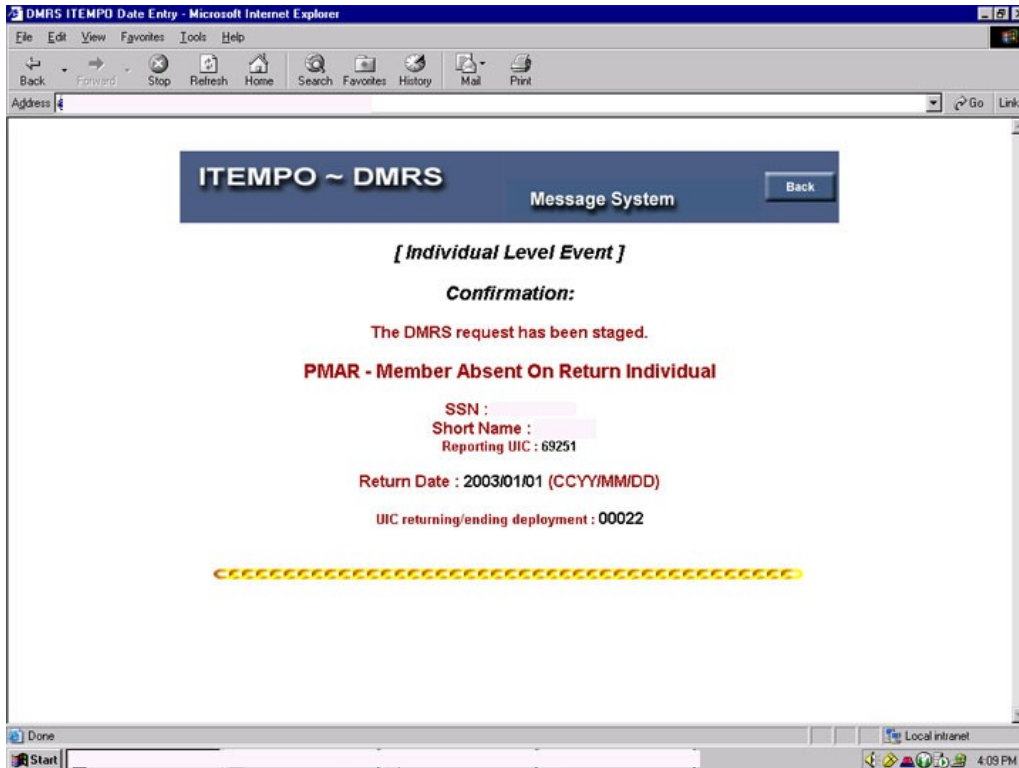 DMRS ITEMPO Date Entry - Microsoft Internet Explorer
File Edit View Favorites Tools Help
Back Forward Stop Refresh Home Search Favorites History Mail Print
Address Go Link
ITEMPO ~ DMRS
Message System
Back
[ Individual Level Event ]
Confirmation:
The DMRS request has been staged.
PMAR - Member Absent On Return Individual
SSN :
Short Name :
Reporting UIC : 69251
Return Date : 2003/01/01 (CCYY/MM/DD)
UIC returning/ending deployment : 00022
Done Local intranet
Start 4:09 PM